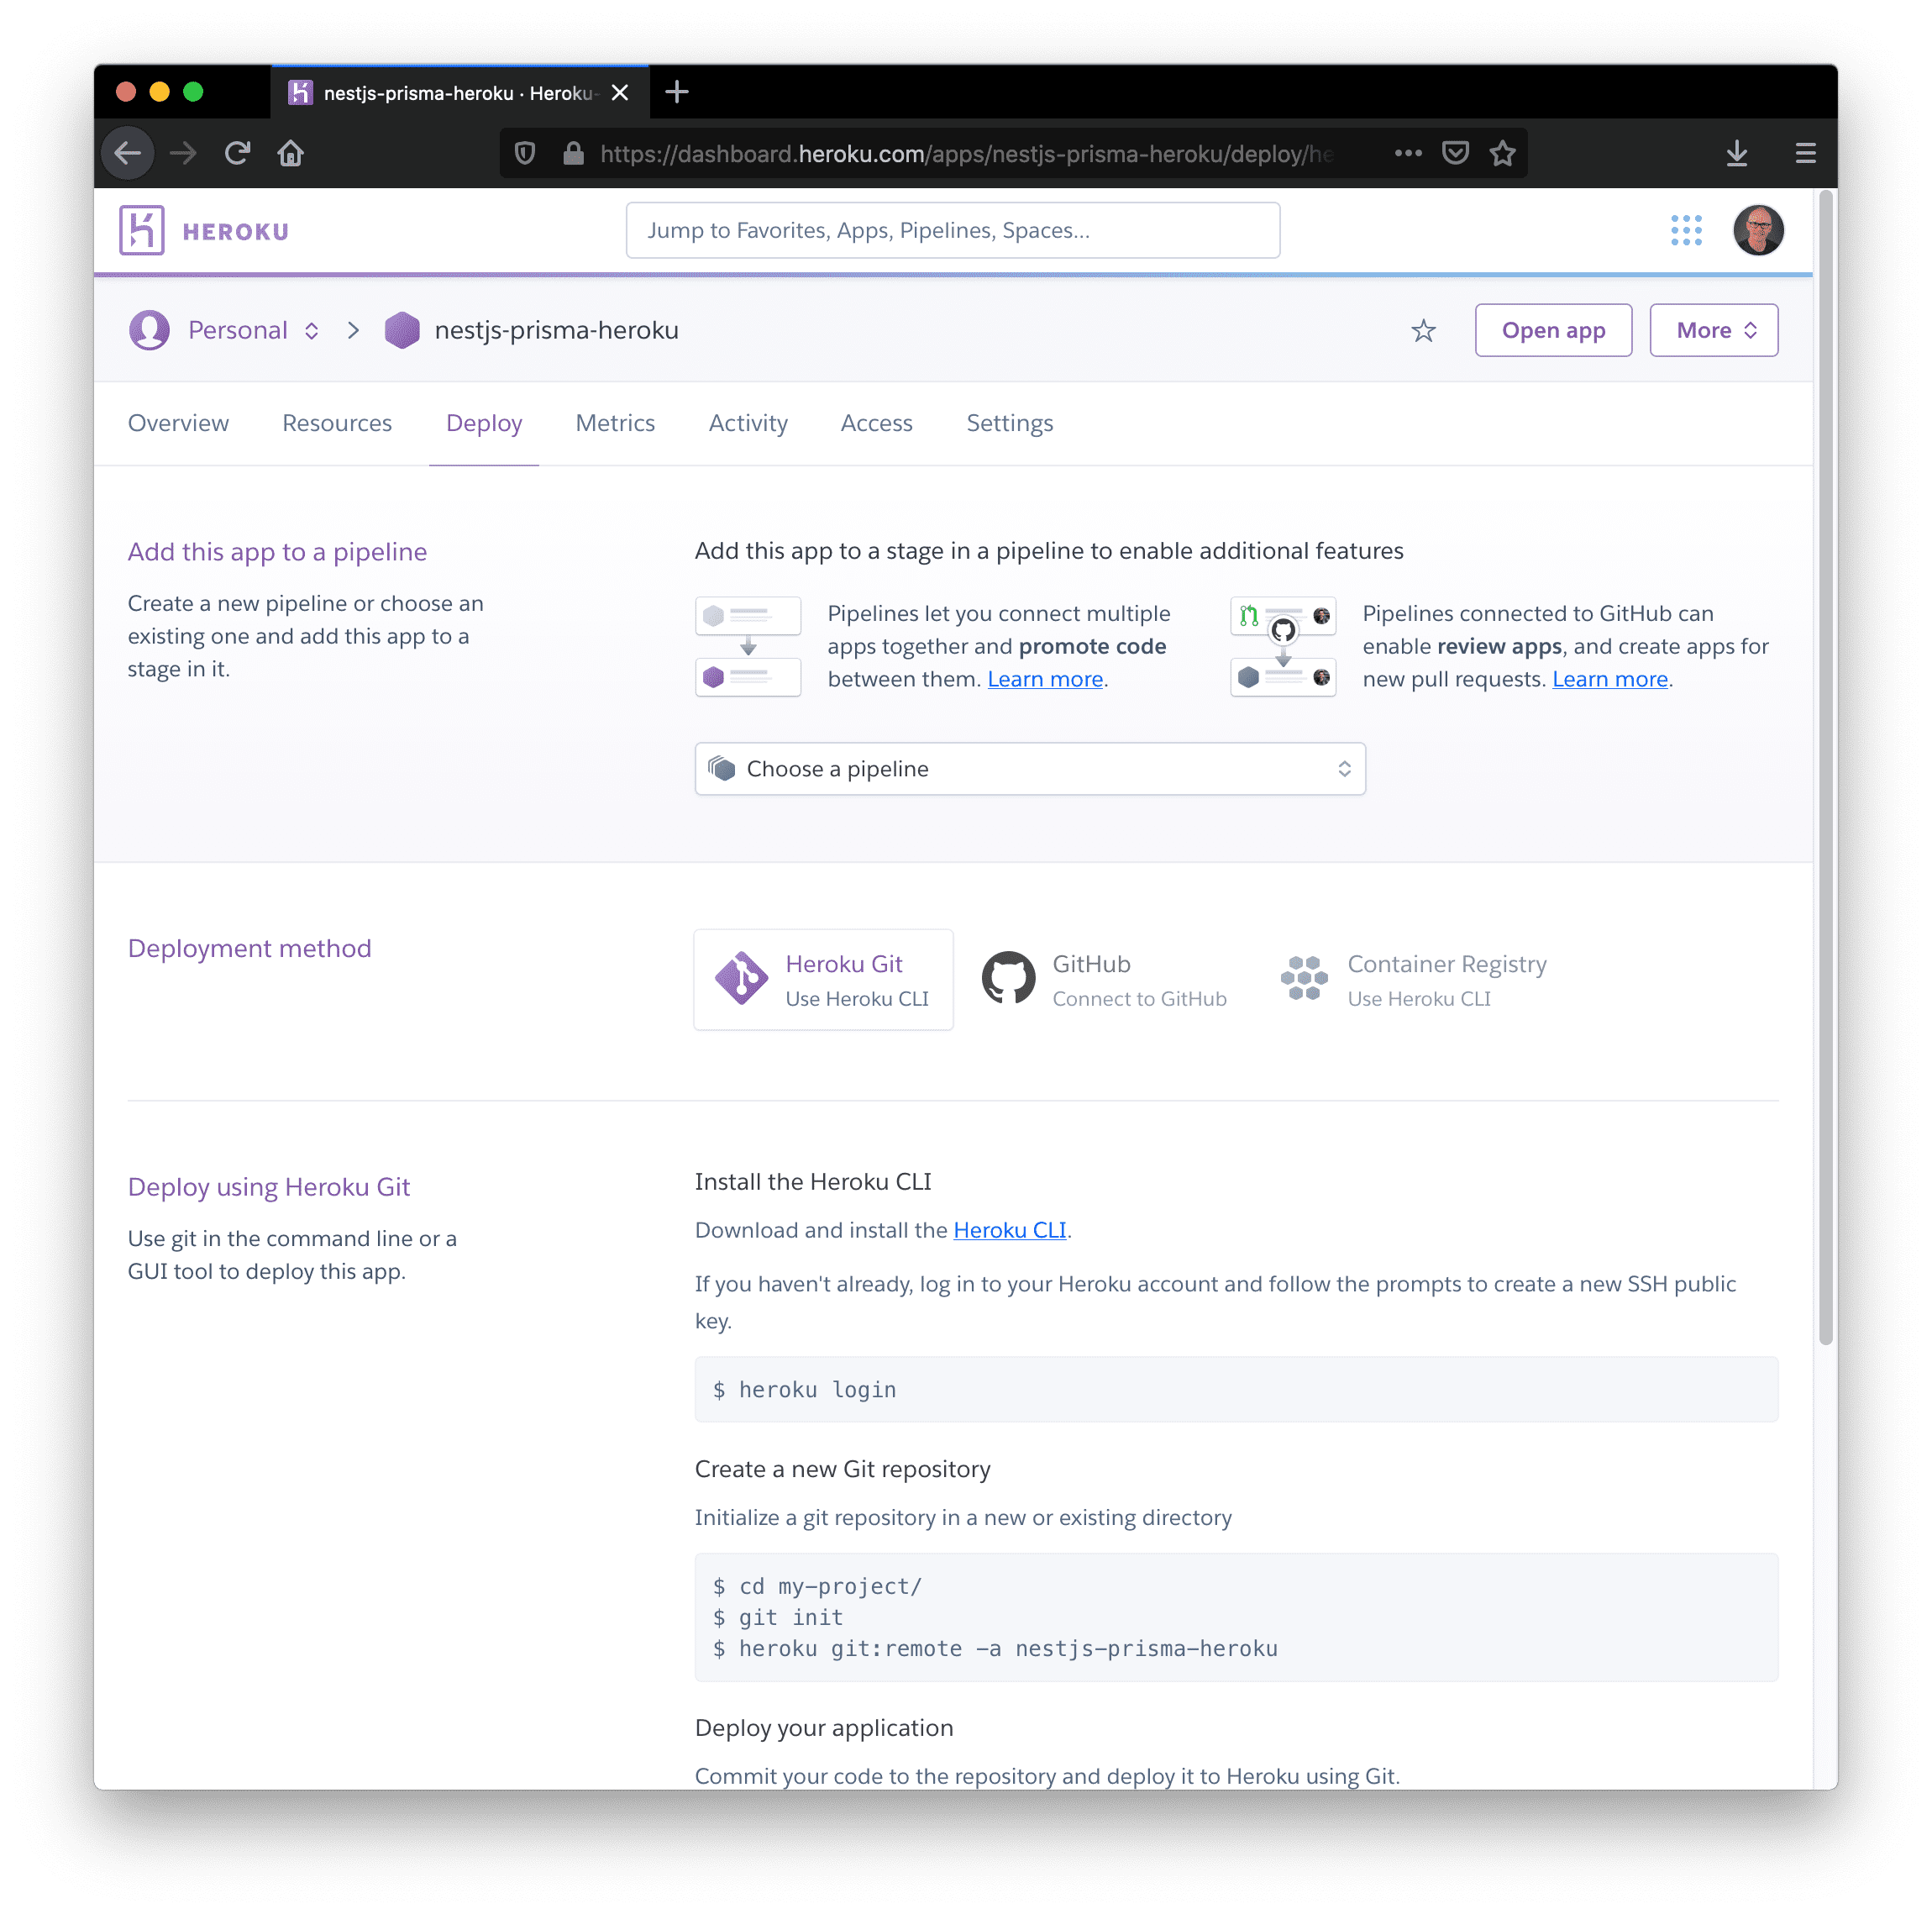 nestjs-prisma-heroku · Heroku
https://dashboard.heroku.com/apps/nestjs-prisma-heroku/deploy/he
HEROKU
Jump to Favorites, Apps, Pipelines, Spaces...
Personal
nestjs-prisma-heroku
Open app
More
Overview
Resources
Deploy
Metrics
Activity
Access
Settings
Add this app to a pipeline
Create a new pipeline or choose an
existing one and add this app to a
stage in it.
Add this app to a stage in a pipeline to enable additional features
Pipelines let you connect multiple
apps together and promote code
between them. Learn more.
Pipelines connected to GitHub can
enable review apps, and create apps for
new pull requests. Learn more.
Choose a pipeline
Deployment method
Heroku Git
Use Heroku CLI
GitHub
Connect to GitHub
Container Registry
Use Heroku CLI
Deploy using Heroku Git
Use git in the command line or a
GUI tool to deploy this app.
Install the Heroku CLI
Download and install the Heroku CLI.
If you haven't already, log in to your Heroku account and follow the prompts to create a new SSH public
key.
$ heroku login
Create a new Git repository
Initialize a git repository in a new or existing directory
$ cd my-project/
$ git init
$ heroku git:remote -a nestjs-prisma-heroku
Deploy your application
Commit your code to the repository and deploy it to Heroku using Git.